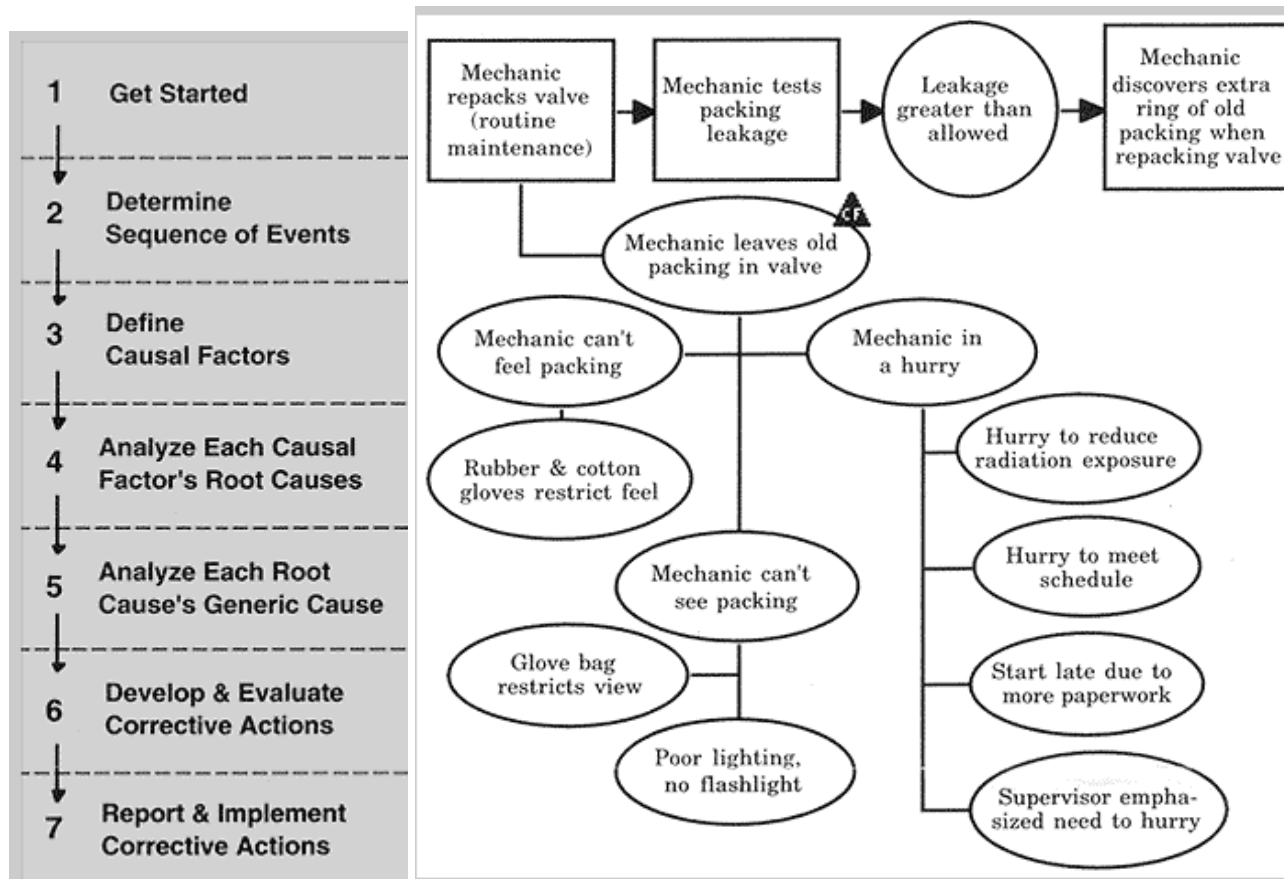 1 Get Started
2 Determine
Sequence of Events
3 Define
Causal Factors
4 Analyze Each Causal
Factor's Root Causes
5 Analyze Each Root
Cause's Generic Cause
6 Develop & Evaluate
Corrective Actions
7 Report & Implement
Corrective Actions
Mechanic
repacks valve
(routine
maintenance)
Mechanic tests
packing
leakage
Leakage
greater than
allowed
Mechanic
discovers extra
ring of old
packing when
repacking valve
CF
Mechanic leaves old
packing in valve
Mechanic can't
feel packing
Mechanic in
a hurry
Rubber & cotton
gloves restrict feel
Hurry to reduce
radiation exposure
Mechanic can't
see packing
Hurry to meet
schedule
Glove bag
restricts view
Start late due to
more paperwork
Poor lighting,
no flashlight
Supervisor empha-
sized need to hurry